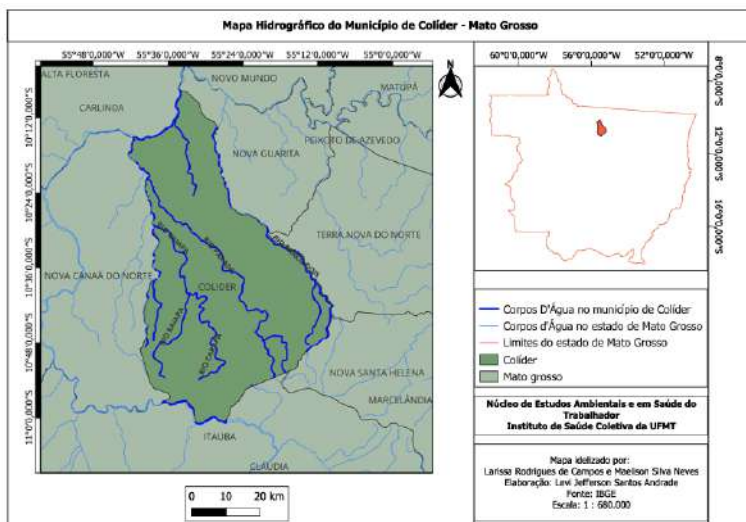 Mapa Hidrográfico do Município de Colíder - Mato Grosso
55°48'0,000"W 55°36'0,000"W 55°24'0,000"W 55°12'0,000"W 55°0'0,000"W
10°12'0,000"S
10°24'0,000"S
10°36'0,000"S
10°48'0,000"S
11°0'0,000"S
ALTA FLORESTA
NOVO MUNDO
MATUPÁ
CARLINDA
PEIXOTO DE AZEVEDO
NOVA GUARITA
TERRA NOVA DO NORTE
NOVA CANAÃ DO NORTE
COLIDER
NOVA SANTA HELENA
MARCELÂNDIA
ITAUBA
CLÁUDIA
N
0 10 20 km
60°0'0,000"W 56°0'0,000"W 52°0'0,000"W
8°0'0,000"S
12°0'0,000"S
16°0'0,000"S
Corpos D'Água no município de Colíder
Corpos d'Água no estado de Mato Grosso
Limites do estado de Mato Grosso
Colíder
Mato grosso
Núcleo de Estudos Ambientais e em Saúde do
Trabalhador
Instituto de Saúde Coletiva da UFMT
Mapa idelizado por:
Larissa Rodrigues de Campos e Maelison Silva Neves
Elaboração: Levi Jefferson Santos Andrade
Fonte: IBGE
Escala: 1 : 680.000